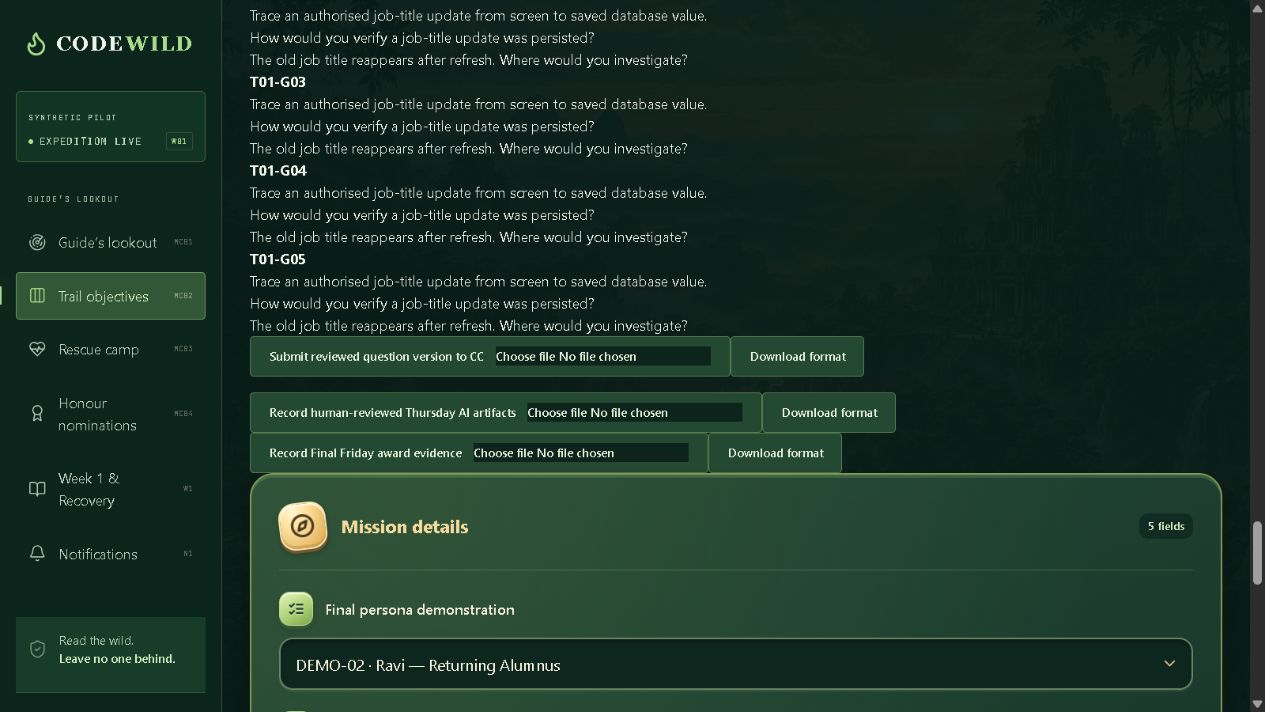 CODEWILD
SYNTHETIC PILOT
EXPEDITION LIVE
WB1
GUIDE'S LOOKOUT
Guide's lookout
MCB1
Trail objectives
MCB2
Rescue camp
MCB3
Honour
nominations
MCB4
Week 1 &
Recovery
W1
Notifications
N1
Read the wild.
Leave no one behind.
Trace an authorised job-title update from screen to saved database value.
How would you verify a job-title update was persisted?
The old job title reappears after refresh. Where would you investigate?
T01-G03
Trace an authorised job-title update from screen to saved database value.
How would you verify a job-title update was persisted?
The old job title reappears after refresh. Where would you investigate?
T01-G04
Trace an authorised job-title update from screen to saved database value.
How would you verify a job-title update was persisted?
The old job title reappears after refresh. Where would you investigate?
T01-G05
Trace an authorised job-title update from screen to saved database value.
How would you verify a job-title update was persisted?
The old job title reappears after refresh. Where would you investigate?
Submit reviewed question version to CC Choose file No file chosen Download format
Record human-reviewed Thursday AI artifacts Choose file No file chosen Download format
Record Final Friday award evidence Choose file No file chosen Download format
Mission details
5 fields
Final persona demonstration
DEMO-02 · Ravi — Returning Alumnus